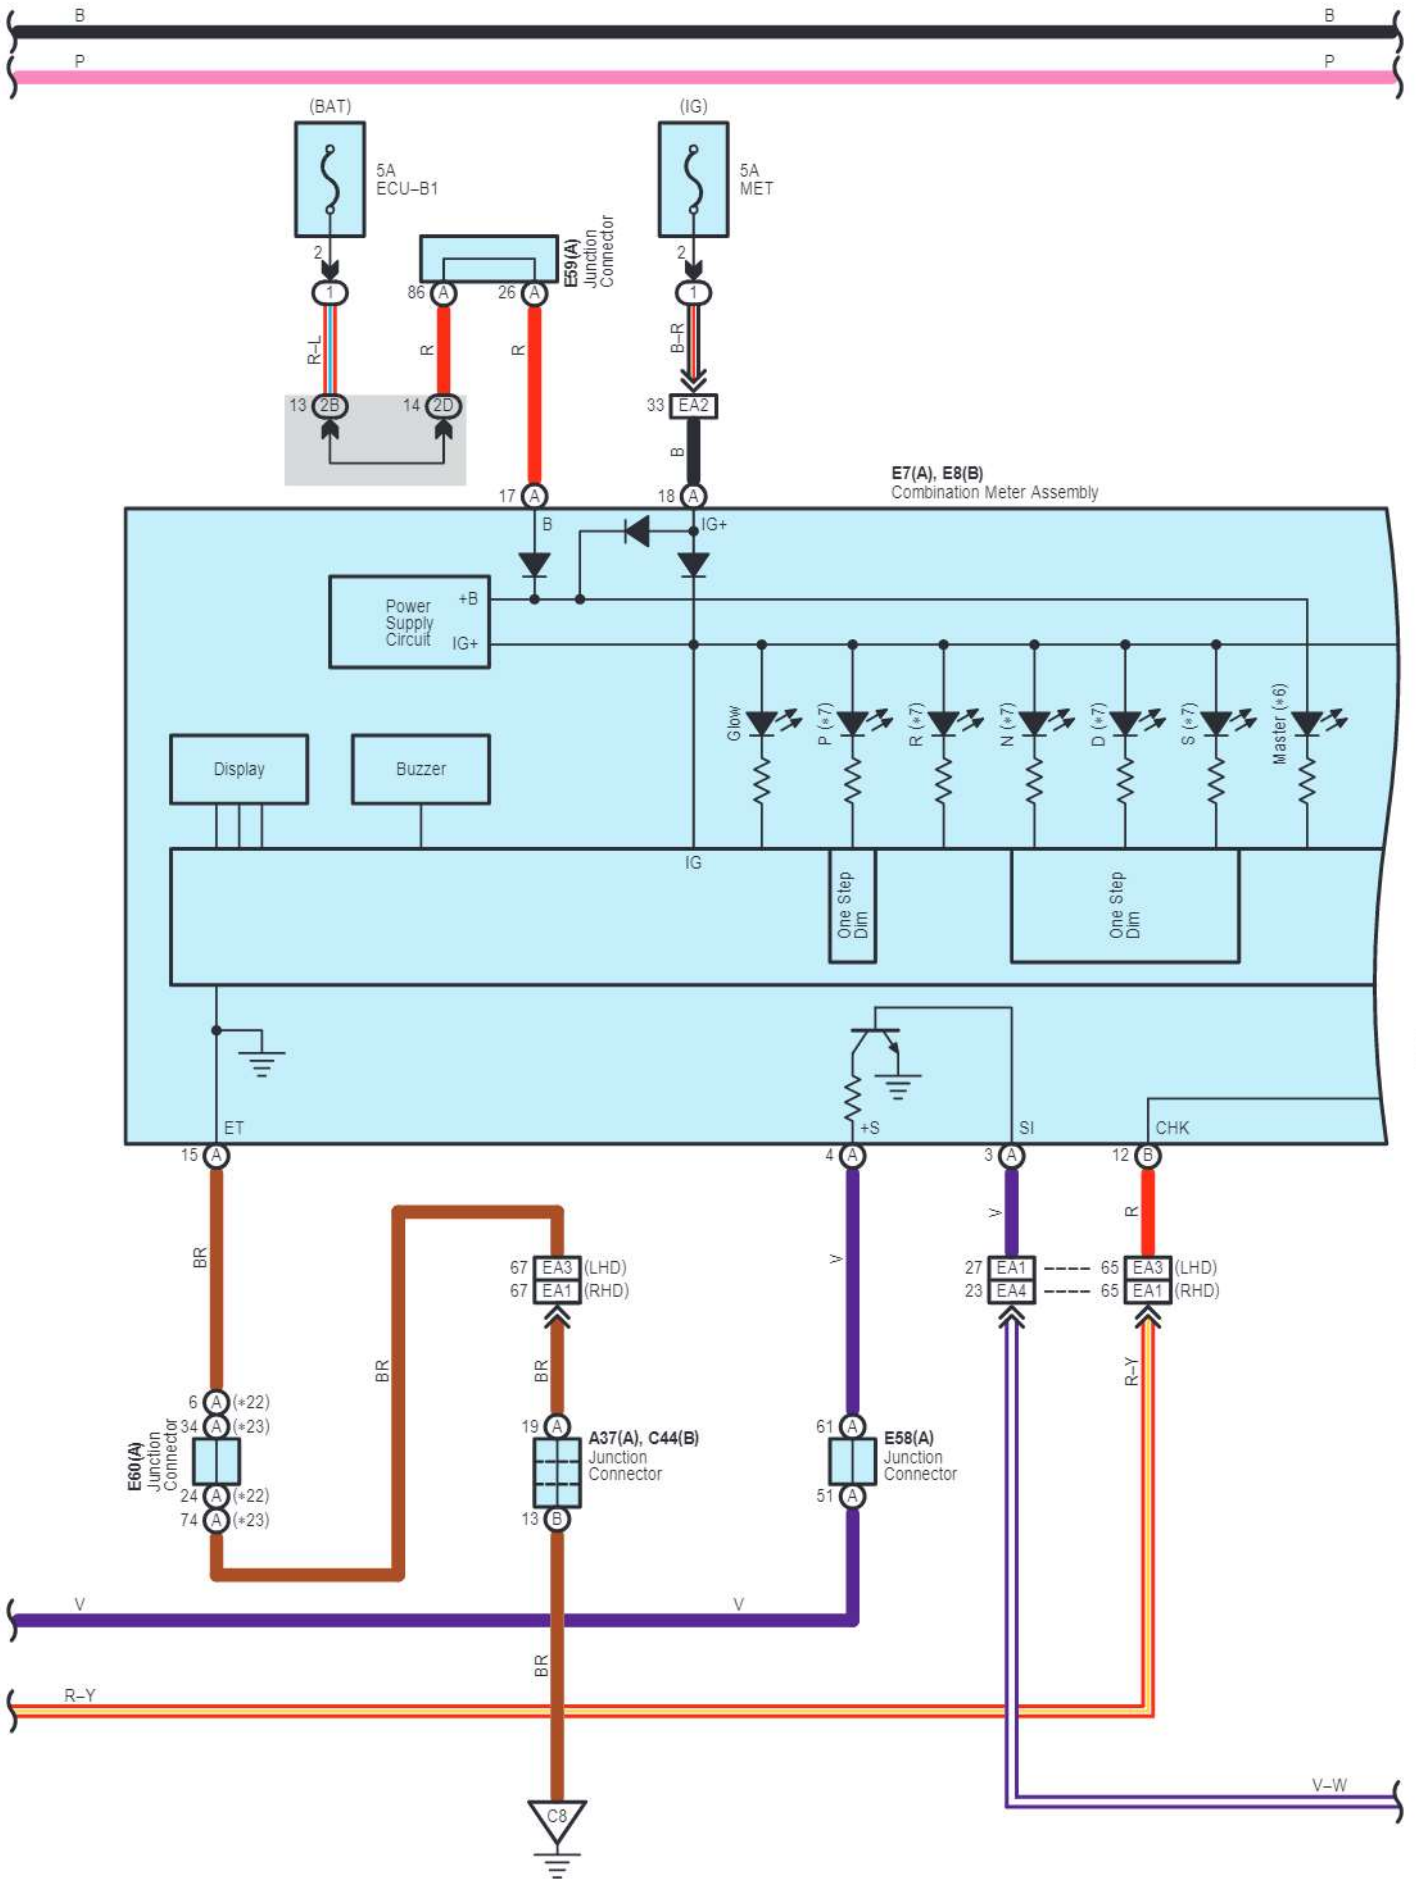 B B
P P
(BAT) (IG)
5A
ECU–B1
5A
MET
E59(A)
Junction
Connector
2 2
1 86 A 26 A 1
R–L R R B–R
13 2B 14 2D 33 EA2
B
E7(A), E8(B)
Combination Meter Assembly
17 A 18 A
B IG+
Power
Supply
Circuit
+B
IG+
Glow P (*7) R (*7) N (*7) D (*7) S (*7) Master (*6)
Display Buzzer
IG
One Step
Dim
One Step
Dim
ET +S SI CHK
15 A 4 A 3 A 12 B
BR V V R
67 EA3 (LHD) 27 EA1 65 EA3 (LHD)
67 EA1 (RHD) 23 EA4 65 EA1 (RHD)
BR BR R–Y
6 A (*22)
34 A (*23)
E60(A)
Junction
Connector
24 A (*22)
74 A (*23)
19 A
A37(A), C44(B)
Junction
Connector
13 B
61 A
E58(A)
Junction
Connector
51 A
V V
BR
R–Y
V–W
C8